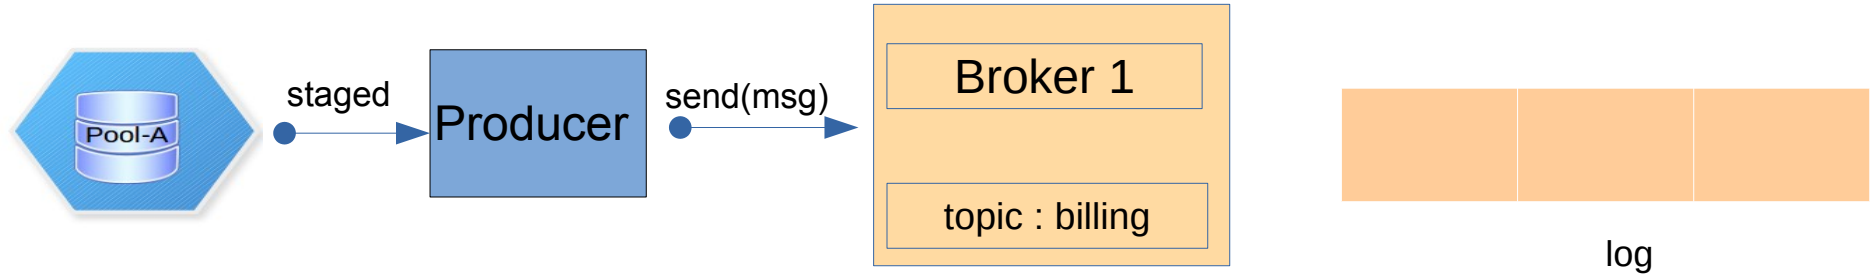 Pool-A
staged
Producer
send(msg)
Broker 1
topic : billing
log